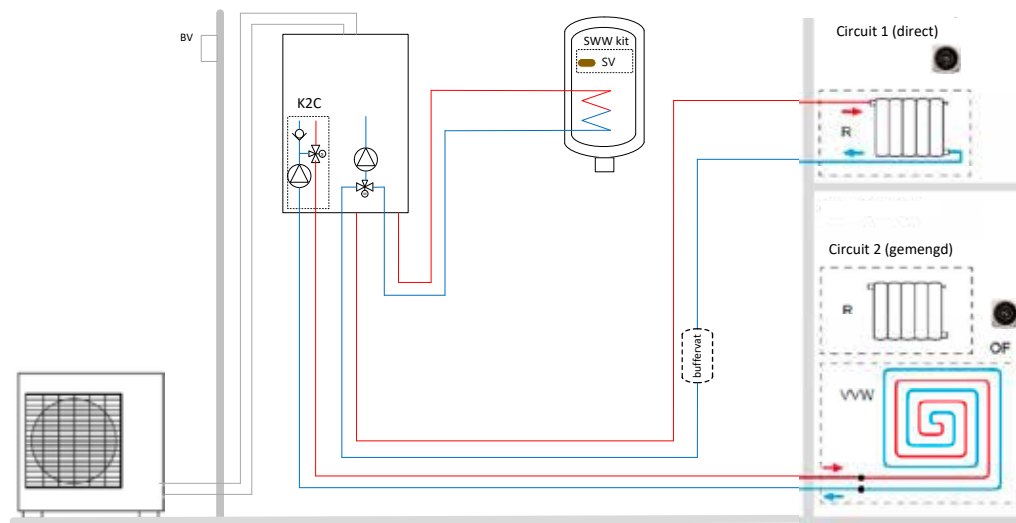 BV
SWW kit
SV
K2C
Circuit 1 (direct)
R
Circuit 2 (gemengd)
R
OF
buffervat
VVW